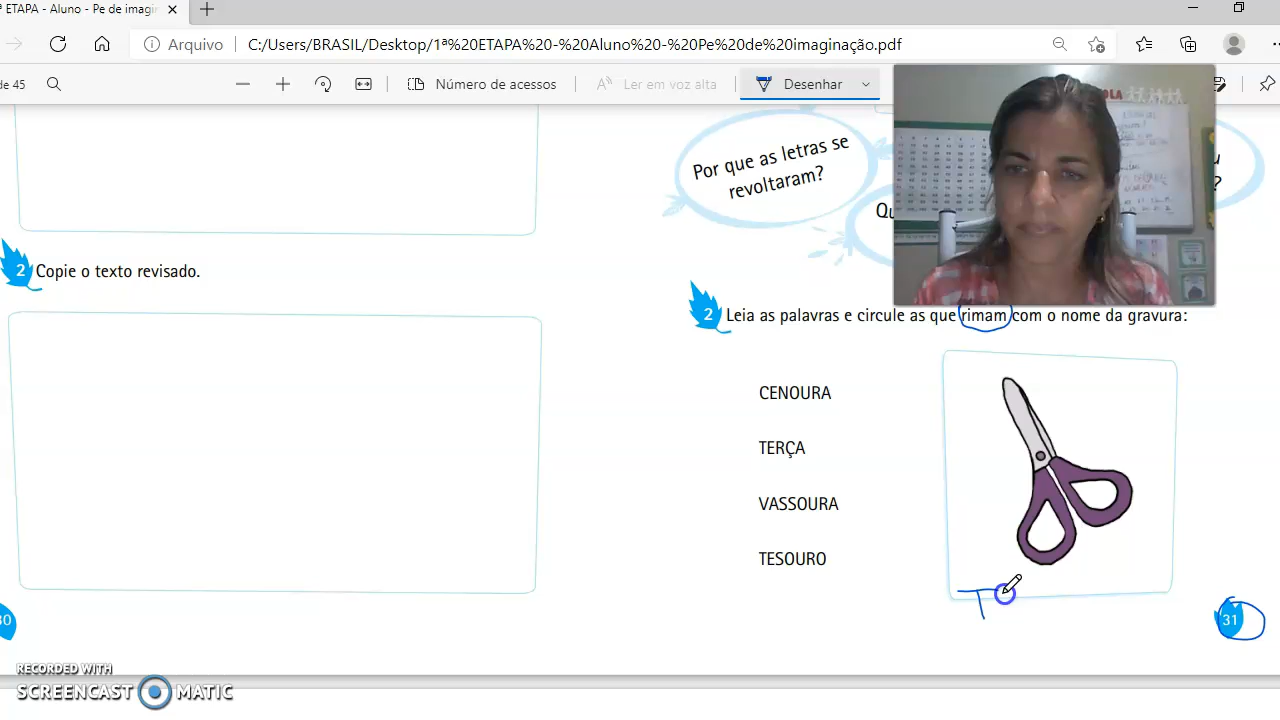 ª ETAPA - Aluno - Pe de imagin
Arquivo
C:/Users/BRASIL/Desktop/1ª%20ETAPA%20-%20Aluno%20-%20Pe%20de%20imaginação.pdf
de 45
Número de acessos
Ler em voz alta
Desenhar
Por que as letras se
revoltaram?
Qu
u
?
2 Copie o texto revisado.
2 Leia as palavras e circule as que rimam com o nome da gravura:
CENOURA
TERÇA
VASSOURA
TESOURO
T
30
31
RECORDED WITH
SCREENCAST MATIC